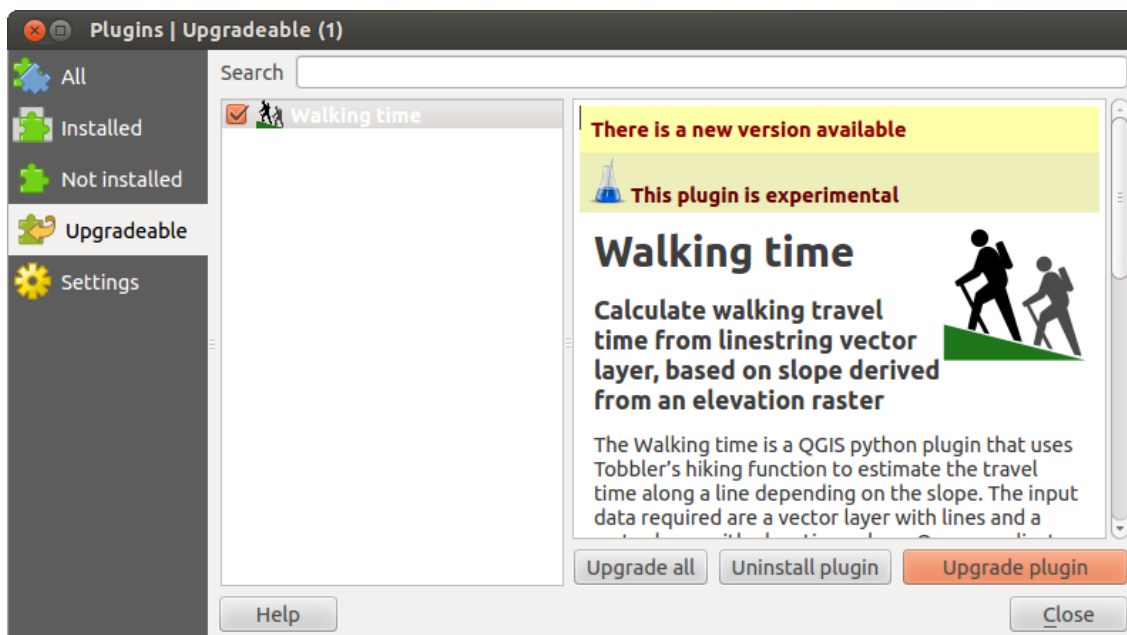 Plugins | Upgradeable (1)
All
Installed
Not installed
Upgradeable
Settings
Search
Walking time
There is a new version available
This plugin is experimental
Walking time
Calculate walking travel
time from linestring vector
layer, based on slope derived
from an elevation raster
The Walking time is a QGIS python plugin that uses
Tobbler's hiking function to estimate the travel
time along a line depending on the slope. The input
data required are a vector layer with lines and a
Upgrade all
Uninstall plugin
Upgrade plugin
Help
Close